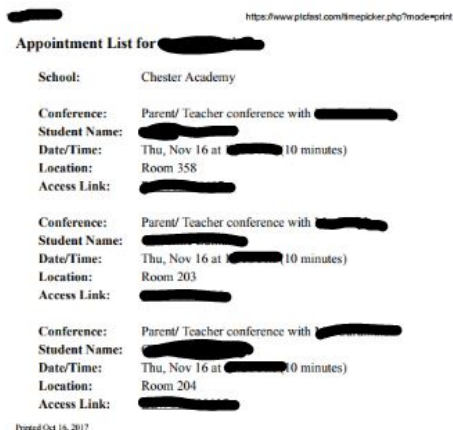 https://www.ptcfast.com/timepicker.php?mode=print
Appointment List for
School: Chester Academy
Conference: Parent/ Teacher conference with
Student Name:
Date/Time: Thu, Nov 16 at (10 minutes)
Location: Room 358
Access Link:
Conference: Parent/ Teacher conference with
Student Name:
Date/Time: Thu, Nov 16 at (10 minutes)
Location: Room 203
Access Link:
Conference: Parent/ Teacher conference with
Student Name:
Date/Time: Thu, Nov 16 at 0 minutes)
Location: Room 204
Access Link:
Printed Oct 16, 2017